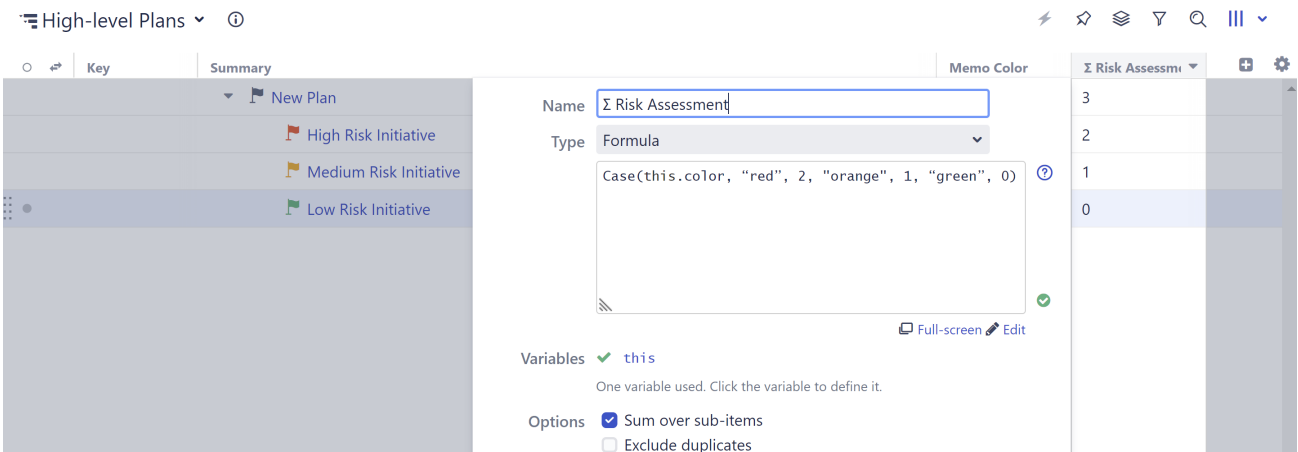 High-level Plans
Key Summary Memo Color Σ Risk Assessm
New Plan 3
High Risk Initiative 2
Medium Risk Initiative 1
Low Risk Initiative 0
Name Σ Risk Assessment
Type Formula
Case(this.color, “red”, 2, "orange", 1, “green”, 0)
Full-screen Edit
Variables this
One variable used. Click the variable to define it.
Options Sum over sub-items
Exclude duplicates